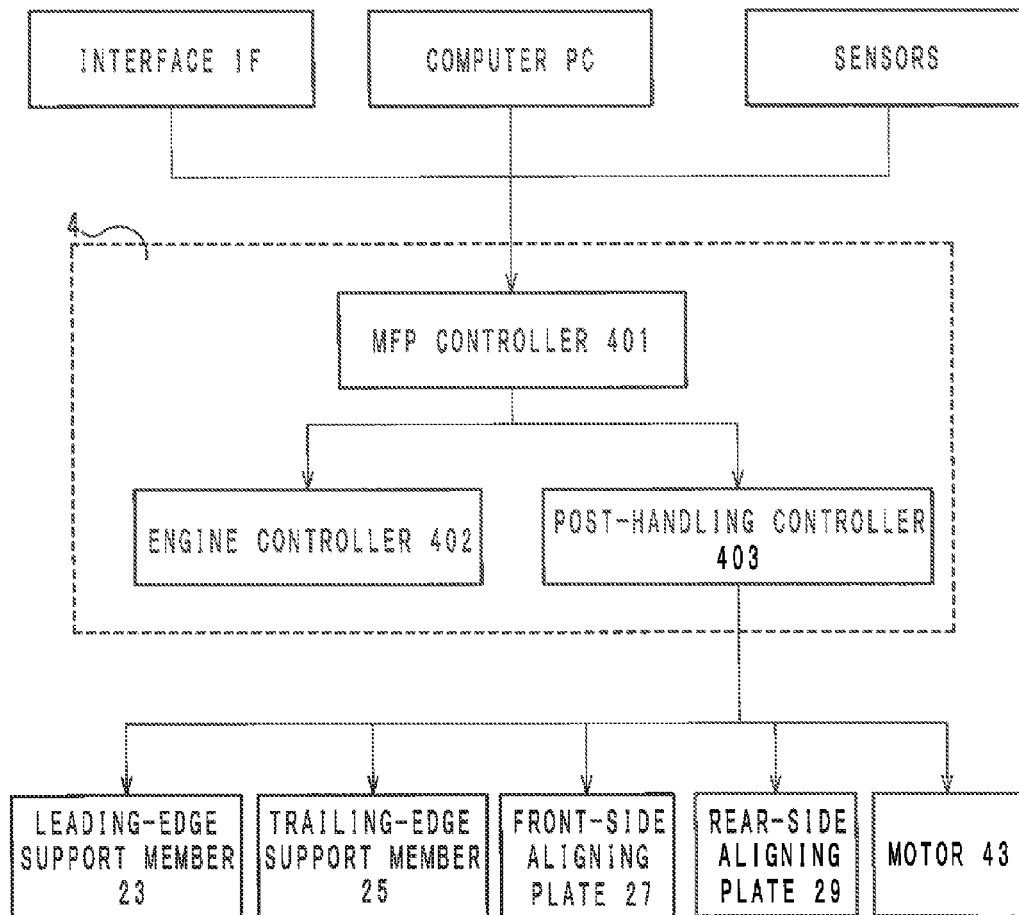 INTERFACE IF
COMPUTER PC
SENSORS
4
MFP CONTROLLER 401
ENGINE CONTROLLER 402
POST-HANDLING CONTROLLER
403
LEADING-EDGE
SUPPORT MEMBER
23
TRAILING-EDGE
SUPPORT MEMBER
25
FRONT-SIDE
ALIGNING
PLATE 27
REAR-SIDE
ALIGNING
PLATE 29
MOTOR 43